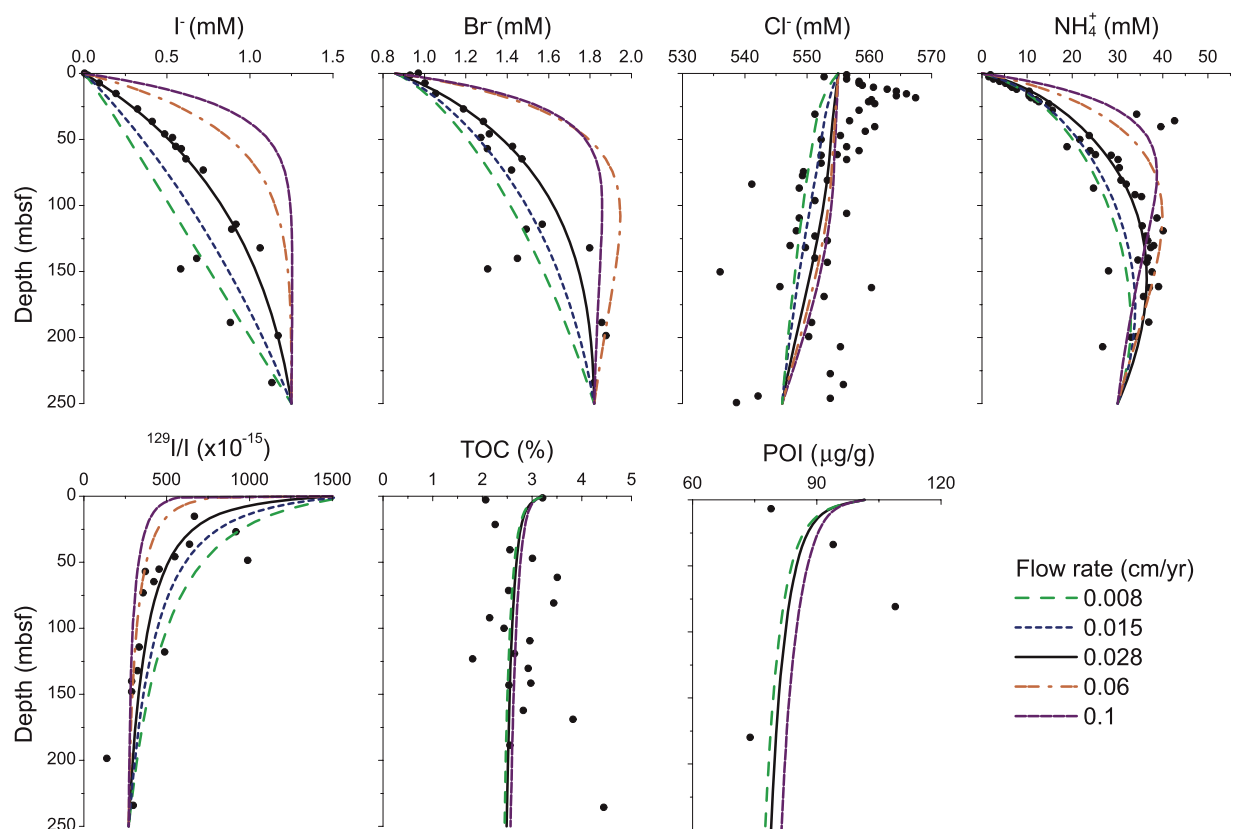 I⁻ (mM)
Br⁻ (mM)
Cl⁻ (mM)
NH₄⁺ (mM)
0.0 0.5 1.0 1.5
0.8 1.0 1.2 1.4 1.6 1.8 2.0
530 540 550 560 570
0 10 20 30 40 50
Depth (mbsf)
0
50
100
150
200
250
¹²⁹I/I (x10⁻¹⁵)
TOC (%)
POI (μg/g)
0 500 1000 1500
0 1 2 3 4 5
60 90 120
Depth (mbsf)
0
50
100
150
200
250
Flow rate (cm/yr)
0.008
0.015
0.028
0.06
0.1